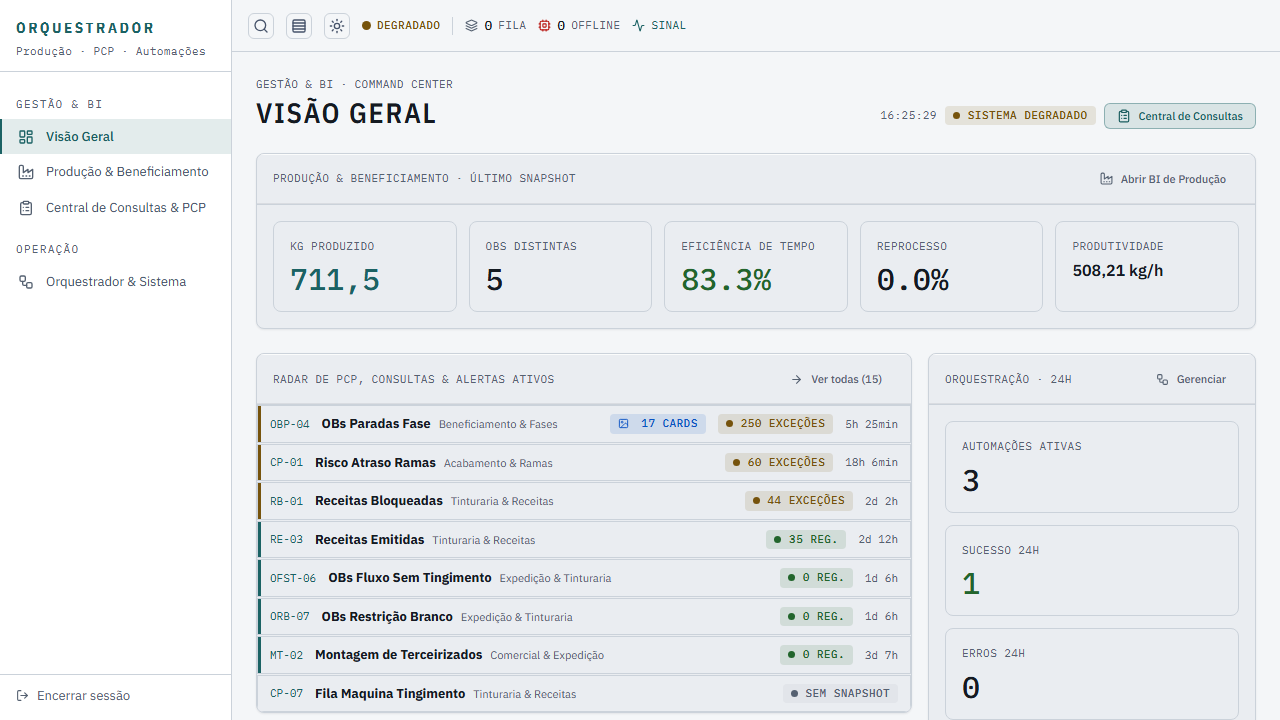 ORQUESTRADOR
Produção · PCP · Automações
GESTÃO & BI
Visão Geral
Produção & Beneficiamento
Central de Consultas & PCP
OPERAÇÃO
Orquestrador & Sistema
Encerrar sessão
DEGRADADO 0 FILA 0 OFFLINE SINAL
GESTÃO & BI · COMMAND CENTER
VISÃO GERAL
16:25:29 SISTEMA DEGRADADO Central de Consultas
PRODUÇÃO & BENEFICIAMENTO · ÚLTIMO SNAPSHOT Abrir BI de Produção
KG PRODUZIDO
711,5
OBS DISTINTAS
5
EFICIÊNCIA DE TEMPO
83.3%
REPROCESSO
0.0%
PRODUTIVIDADE
508,21 kg/h
RADAR DE PCP, CONSULTAS & ALERTAS ATIVOS Ver todas (15)
OBP-04 OBs Paradas Fase Beneficiamento & Fases 17 CARDS 250 EXCEÇÕES 5h 25min
CP-01 Risco Atraso Ramas Acabamento & Ramas 60 EXCEÇÕES 18h 6min
RB-01 Receitas Bloqueadas Tinturaria & Receitas 44 EXCEÇÕES 2d 2h
RE-03 Receitas Emitidas Tinturaria & Receitas 35 REG. 2d 12h
OFST-06 OBs Fluxo Sem Tingimento Expedição & Tinturaria 0 REG. 1d 6h
ORB-07 OBs Restrição Branco Expedição & Tinturaria 0 REG. 1d 6h
MT-02 Montagem de Terceirizados Comercial & Expedição 0 REG. 3d 7h
CP-07 Fila Maquina Tingimento Tinturaria & Receitas SEM SNAPSHOT
ORQUESTRAÇÃO · 24H Gerenciar
AUTOMAÇÕES ATIVAS
3
SUCESSO 24H
1
ERROS 24H
0